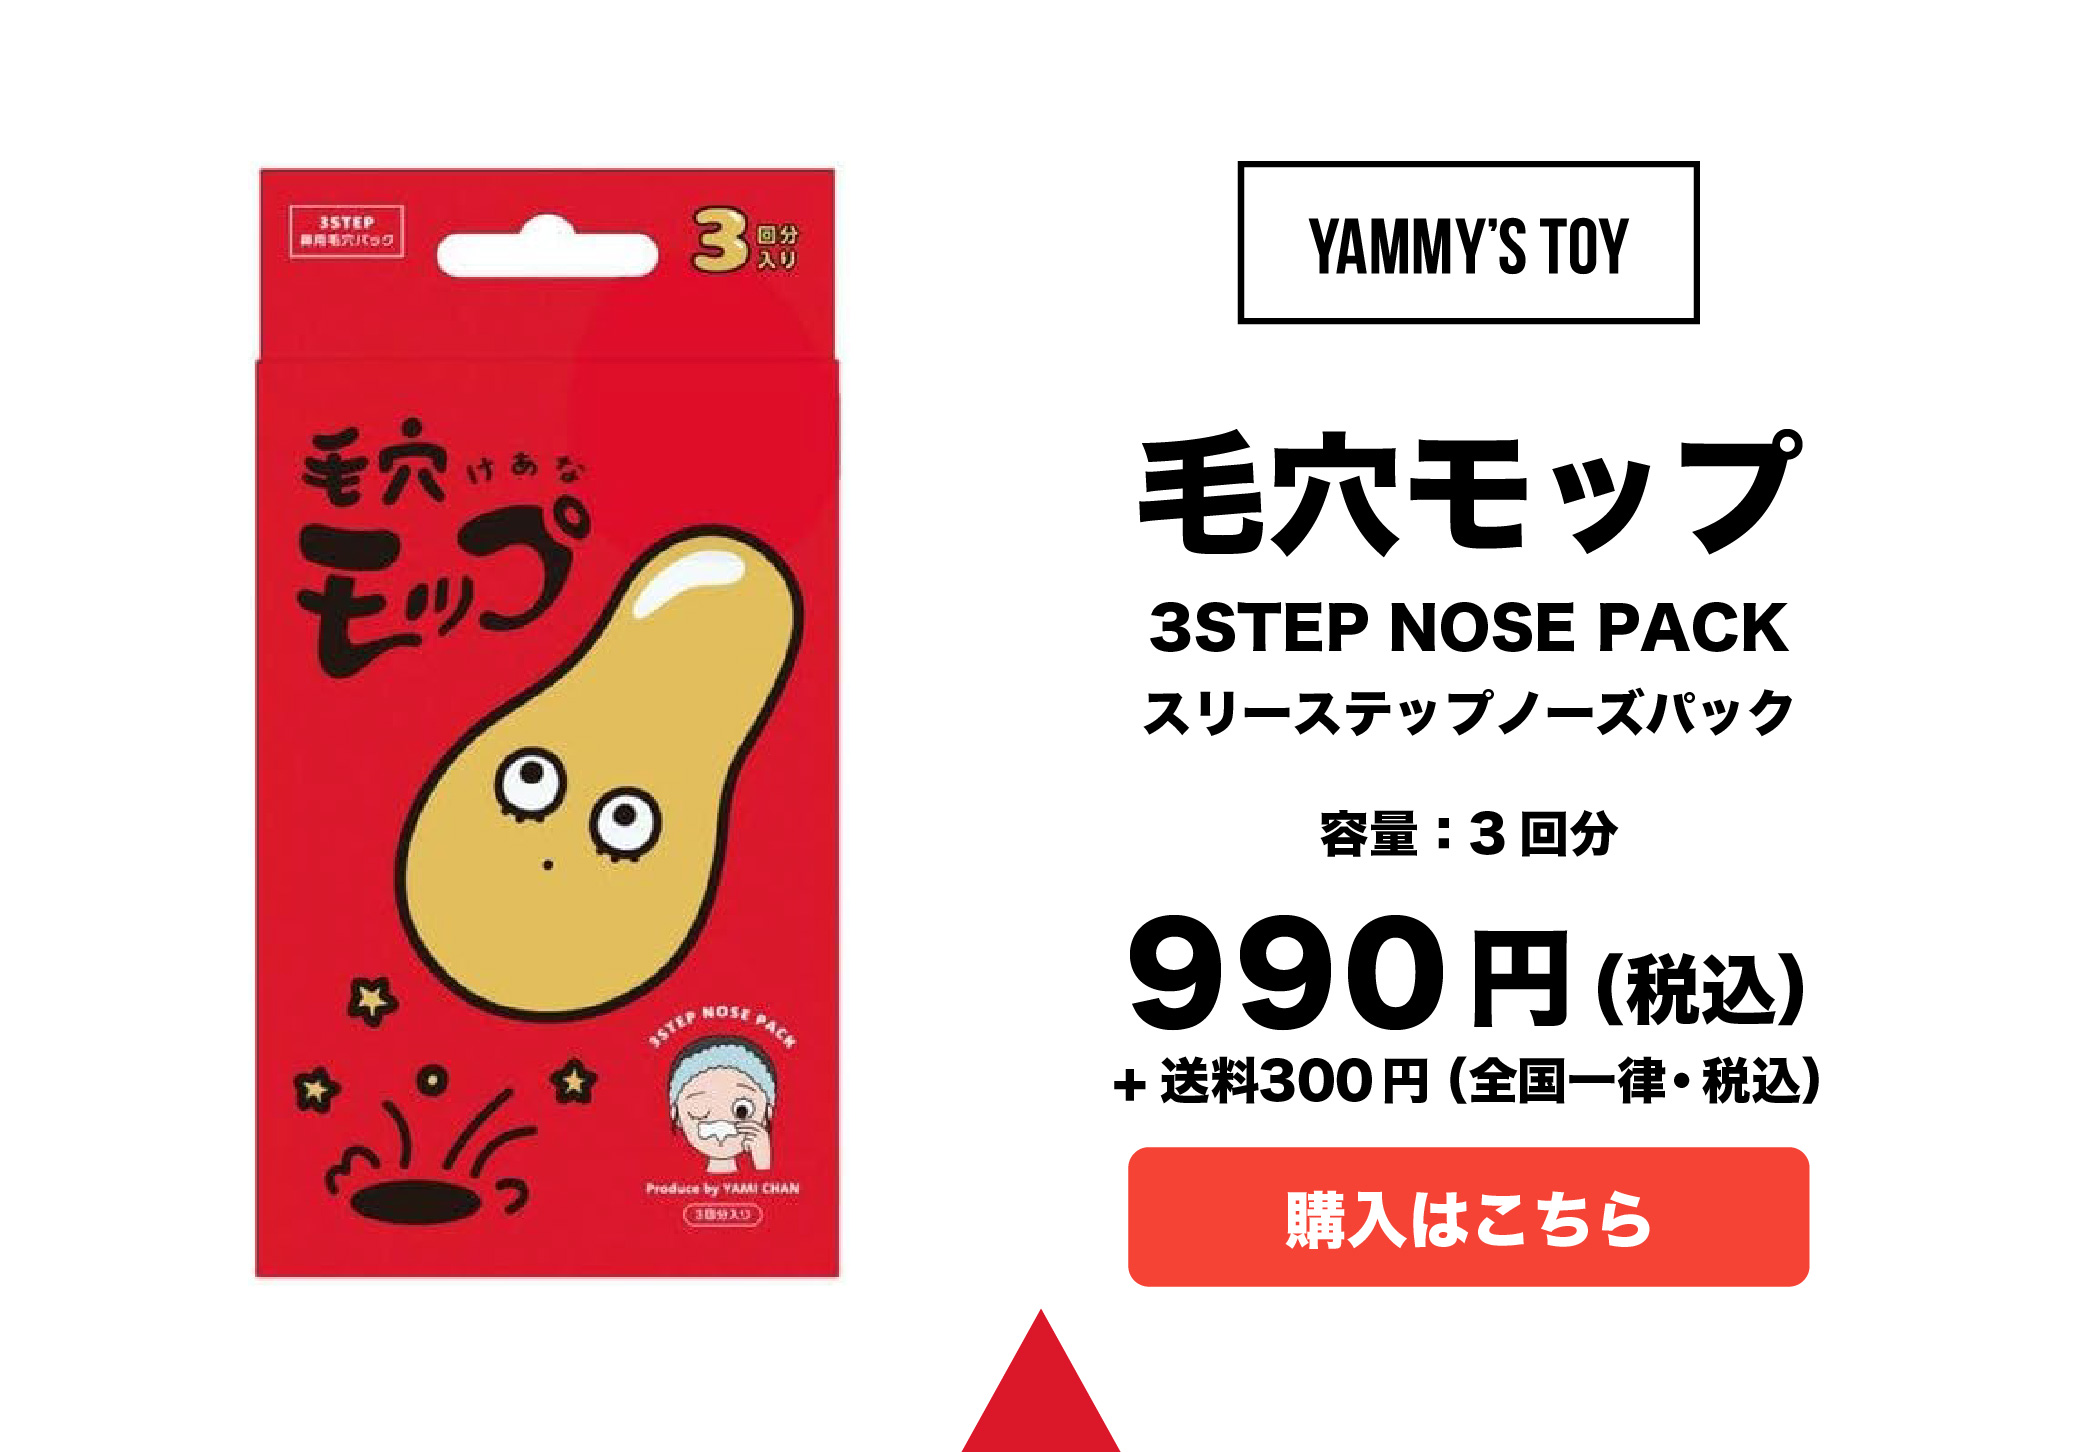 3STEP
鼻用毛穴パック
3回分
入り
毛穴 けあな
モップ
3STEP NOSE PACK
Produce by YAMI CHAN
3回分入り
YAMMY'S TOY
毛穴モップ
3STEP NOSE PACK
スリーステップノーズパック
容量：3回分
990円（税込）
+ 送料300円（全国一律・税込）
購入はこちら